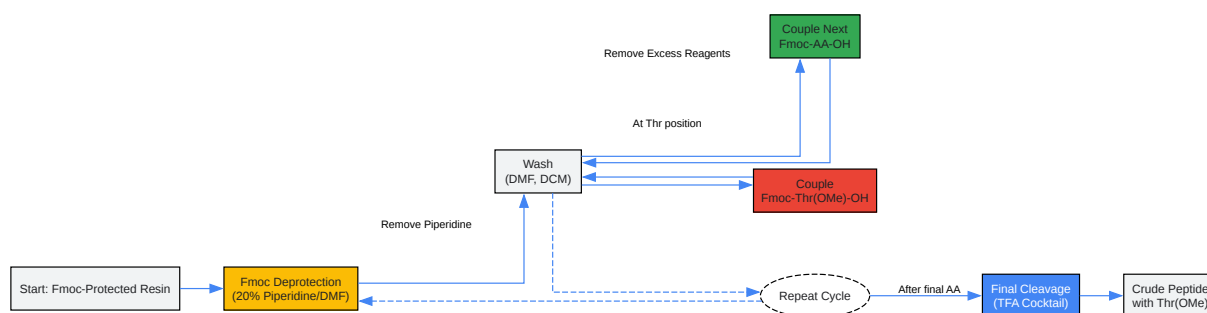 Couple Next
Fmoc-AA-OH
Remove Excess Reagents
At Thr position
Wash
(DMF, DCM)
Couple
Fmoc-Thr(OMe)-OH
Remove Piperidine
Start: Fmoc-Protected Resin
Fmoc Deprotection
(20% Piperidine/DMF)
Repeat Cycle
After final AA
Final Cleavage
(TFA Cocktail)
Crude Peptide
with Thr(OMe)